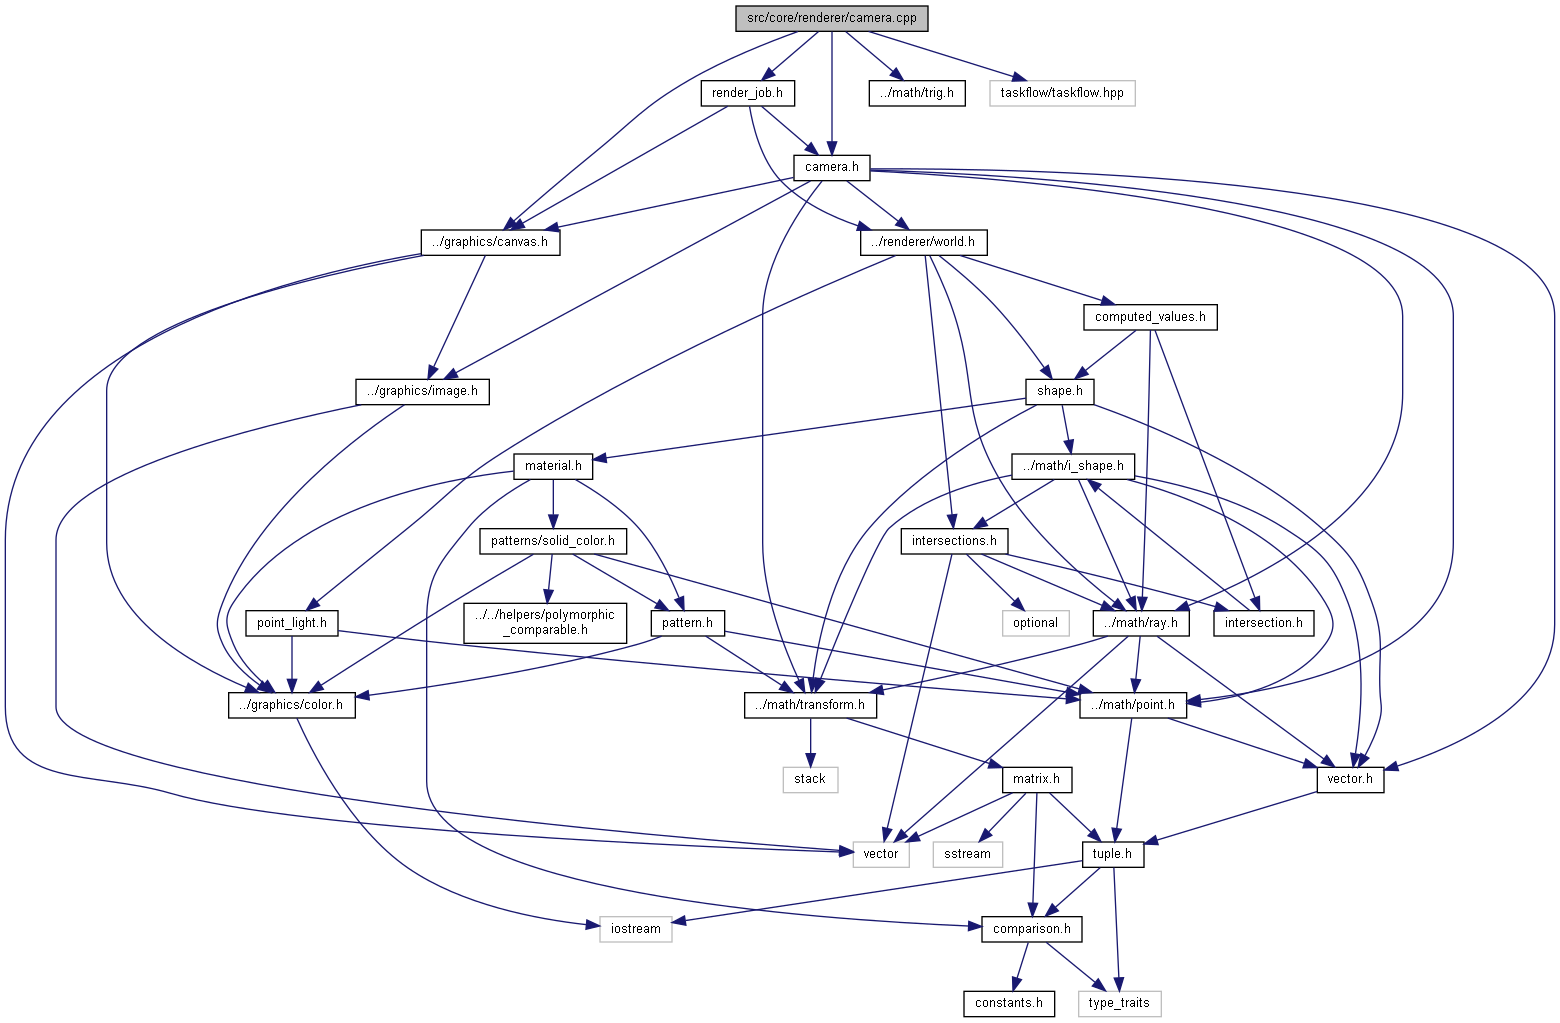 src/core/renderer/camera.cpp
render_job.h
../math/trig.h
taskflow/taskflow.hpp
camera.h
../graphics/canvas.h
../renderer/world.h
computed_values.h
../graphics/image.h
shape.h
material.h
../math/i_shape.h
patterns/solid_color.h
intersections.h
point_light.h
../../helpers/polymorphic
_comparable.h
pattern.h
optional
../math/ray.h
intersection.h
../graphics/color.h
../math/transform.h
../math/point.h
stack
matrix.h
vector.h
vector
sstream
tuple.h
iostream
comparison.h
constants.h
type_traits